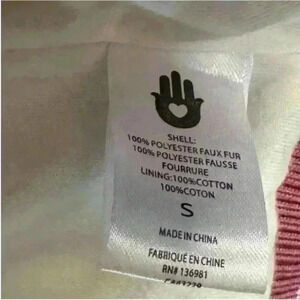 SHELL:
100% POLYESTER FAUX FUR
100% POLYESTER FAUSSE
FOURRURE
LINING:100%COTTON
100%COTON
S
MADE IN CHINA
FABRIQUÉ EN CHINE
RN# 136981